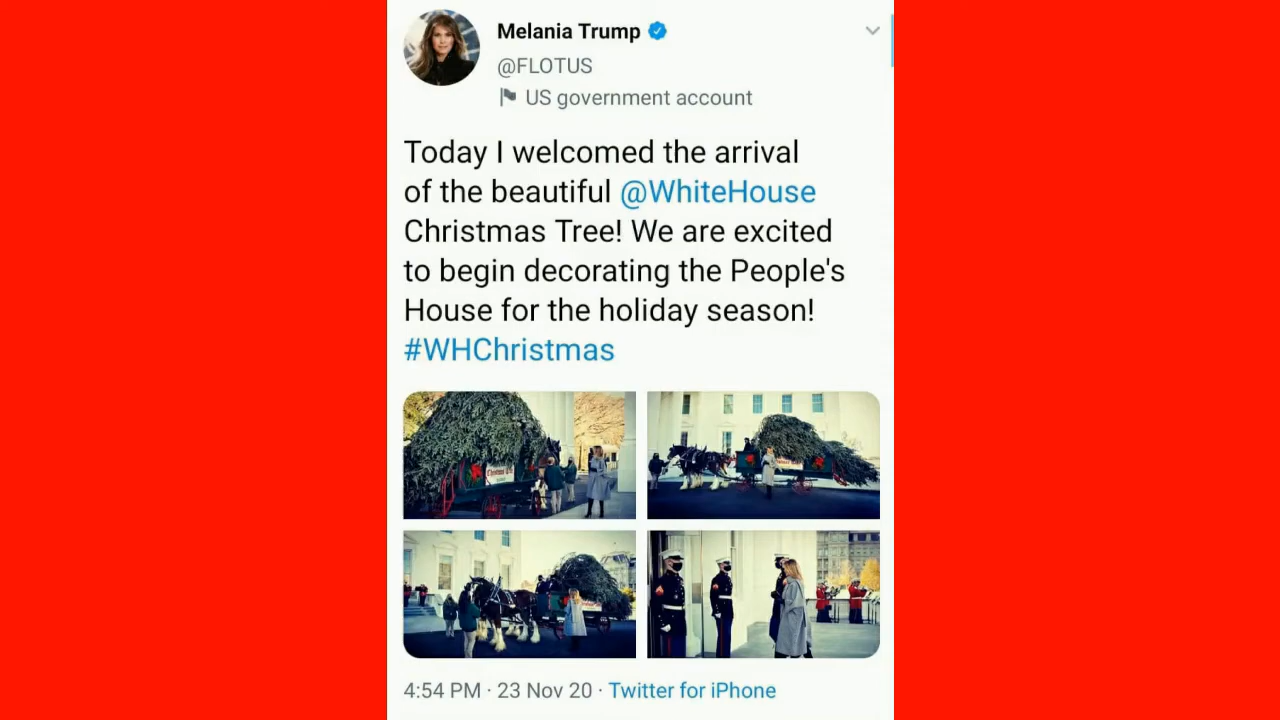 Melania Trump
@FLOTUS
US government account
Today I welcomed the arrival
of the beautiful @WhiteHouse
Christmas Tree! We are excited
to begin decorating the People's
House for the holiday season!
#WHChristmas
4:54 PM · 23 Nov 20 · Twitter for iPhone